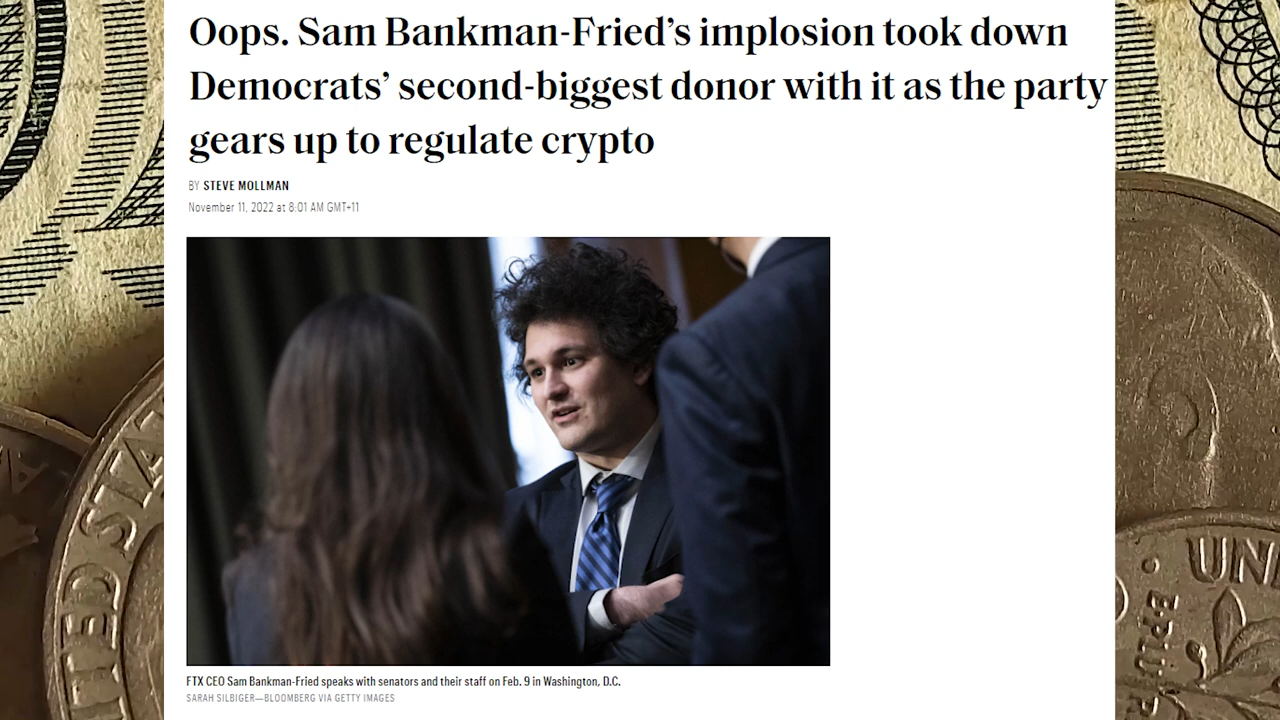 Oops. Sam Bankman-Fried’s implosion took down
Democrats’ second-biggest donor with it as the party
gears up to regulate crypto
BY STEVE MOLLMAN
November 11, 2022 at 8:01 AM GMT+11
FTX CEO Sam Bankman-Fried speaks with senators and their staff on Feb. 9 in Washington, D.C.
SARAH SILBIGER—BLOOMBERG VIA GETTY IMAGES